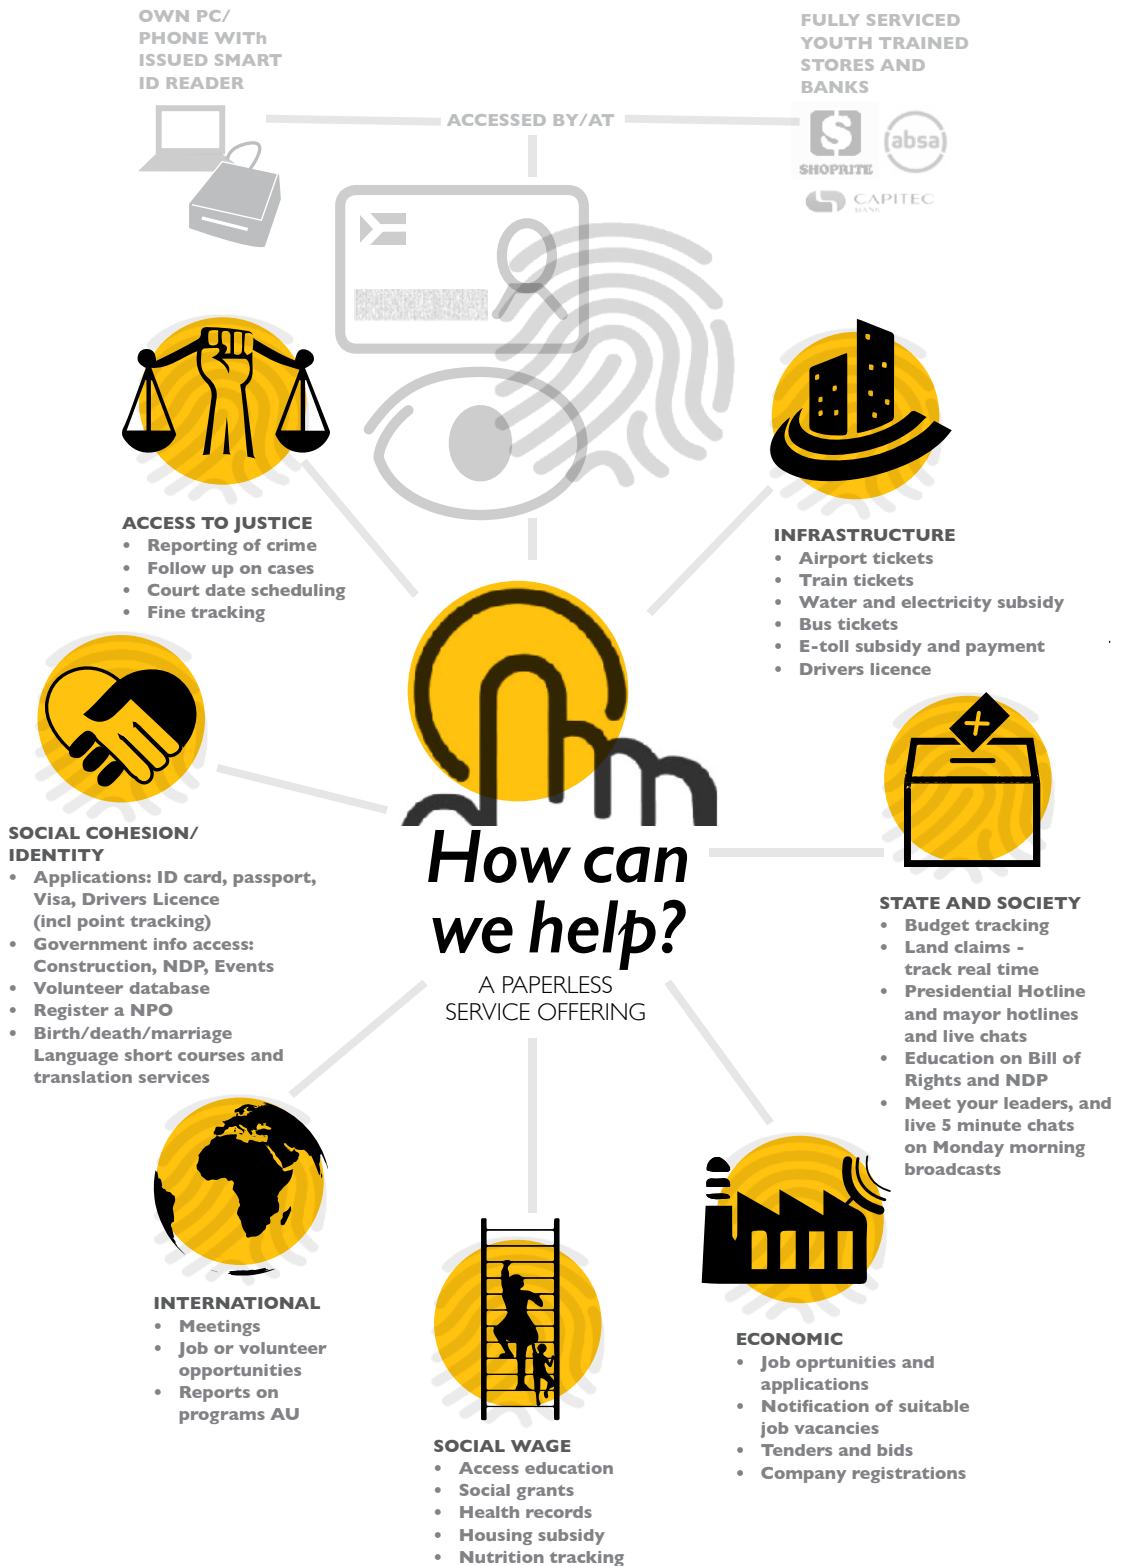 OWN PC/
PHONE WITh
ISSUED SMART
ID READER
FULLY SERVICED
YOUTH TRAINED
STORES AND
BANKS
ACCESSED BY/AT
S
SHOPRITE
absa
CAPITEC
BANK
ACCESS TO JUSTICE
• Reporting of crime
• Follow up on cases
• Court date scheduling
• Fine tracking
INFRASTRUCTURE
• Airport tickets
• Train tickets
• Water and electricity subsidy
• Bus tickets
• E-toll subsidy and payment
• Drivers licence
SOCIAL COHESION/
IDENTITY
• Applications: ID card, passport,
Visa, Drivers Licence
(incl point tracking)
• Government info access:
Construction, NDP, Events
• Volunteer database
• Register a NPO
• Birth/death/marriage
Language short courses and
translation services
How can
we help?
A PAPERLESS
SERVICE OFFERING
STATE AND SOCIETY
• Budget tracking
• Land claims -
track real time
• Presidential Hotline
and mayor hotlines
and live chats
• Education on Bill of
Rights and NDP
• Meet your leaders, and
live 5 minute chats
on Monday morning
broadcasts
INTERNATIONAL
• Meetings
• Job or volunteer
opportunities
• Reports on
programs AU
SOCIAL WAGE
• Access education
• Social grants
• Health records
• Housing subsidy
• Nutrition tracking
ECONOMIC
• Job oprtunities and
applications
• Notification of suitable
job vacancies
• Tenders and bids
• Company registrations